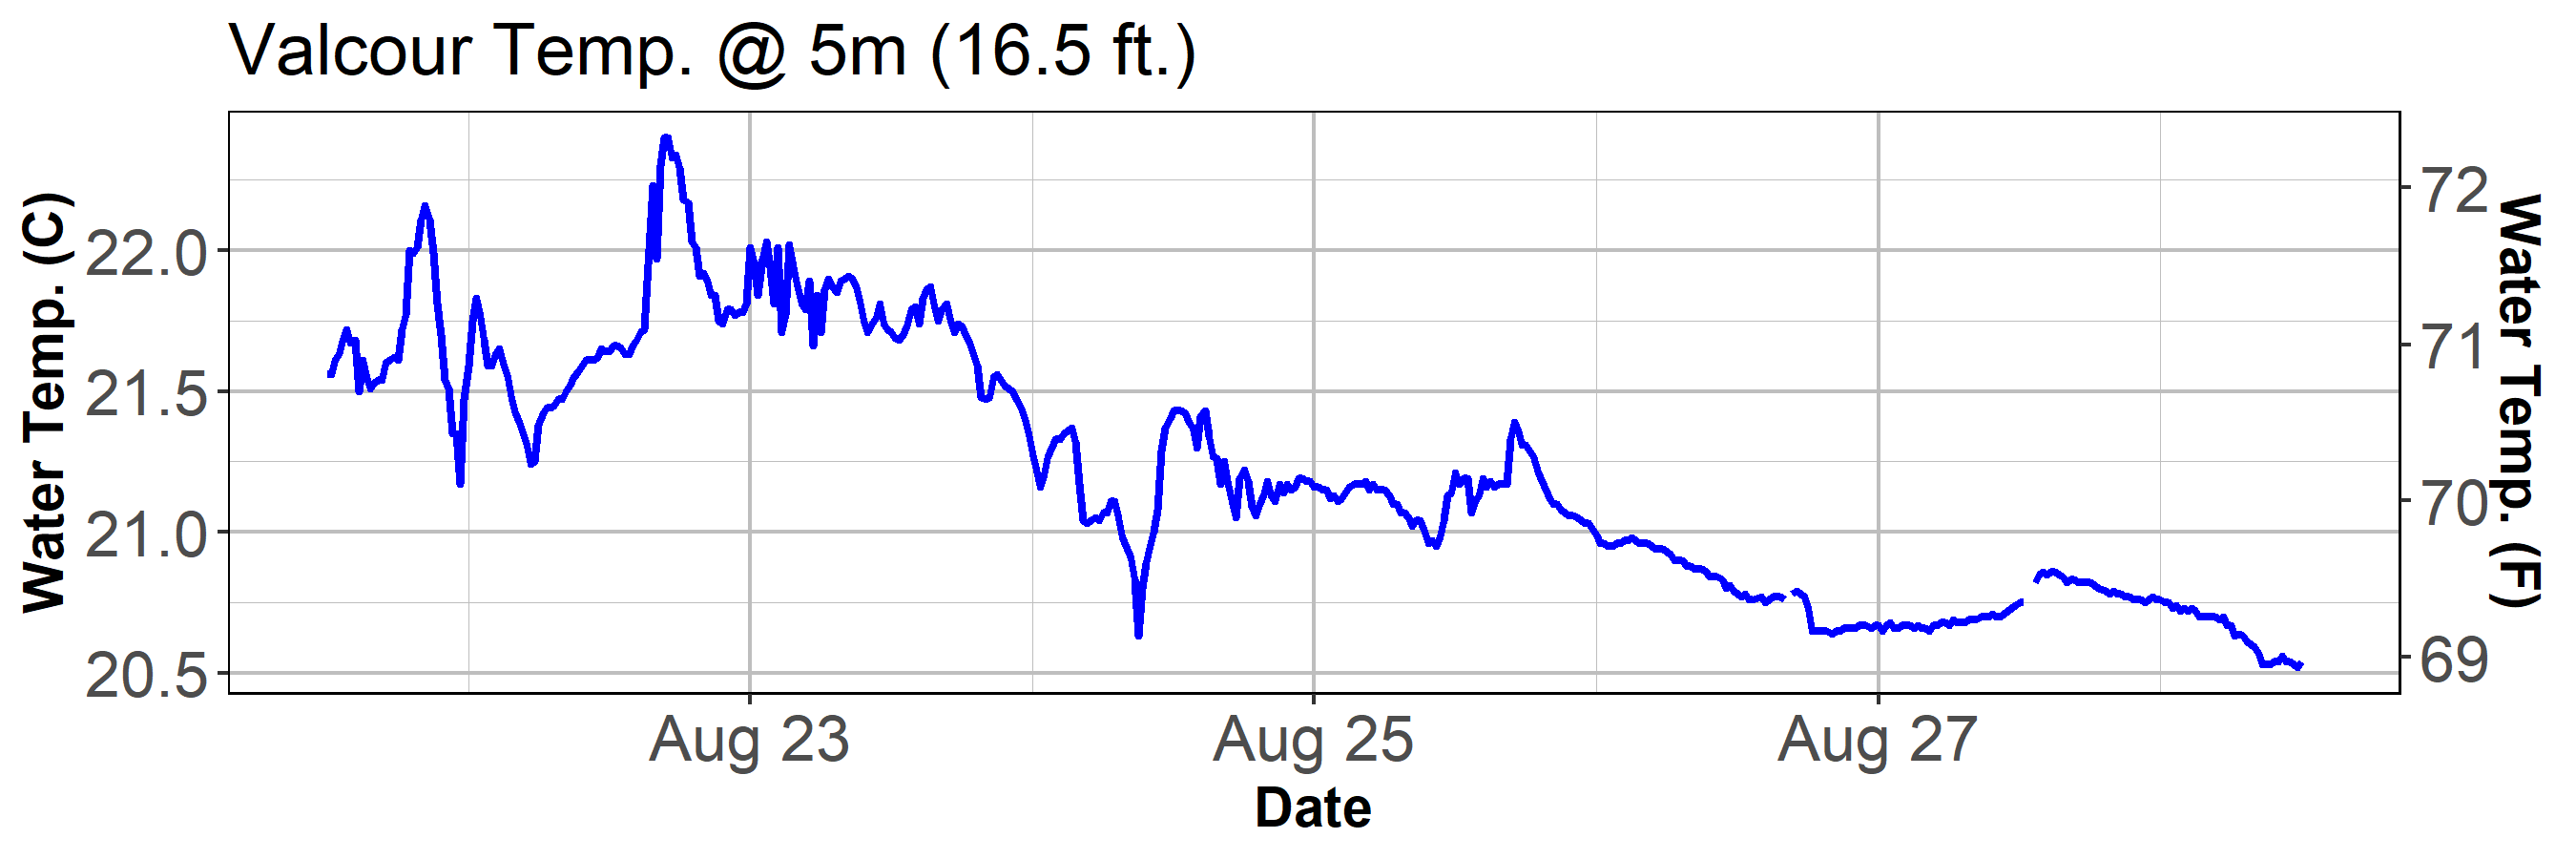 Valcour Temp. @ 5m (16.5 ft.)
Water Temp. (C)
22.0
21.5
21.0
20.5
72
71
70
69
Water Temp. (F)
Aug 23
Aug 25
Aug 27
Date